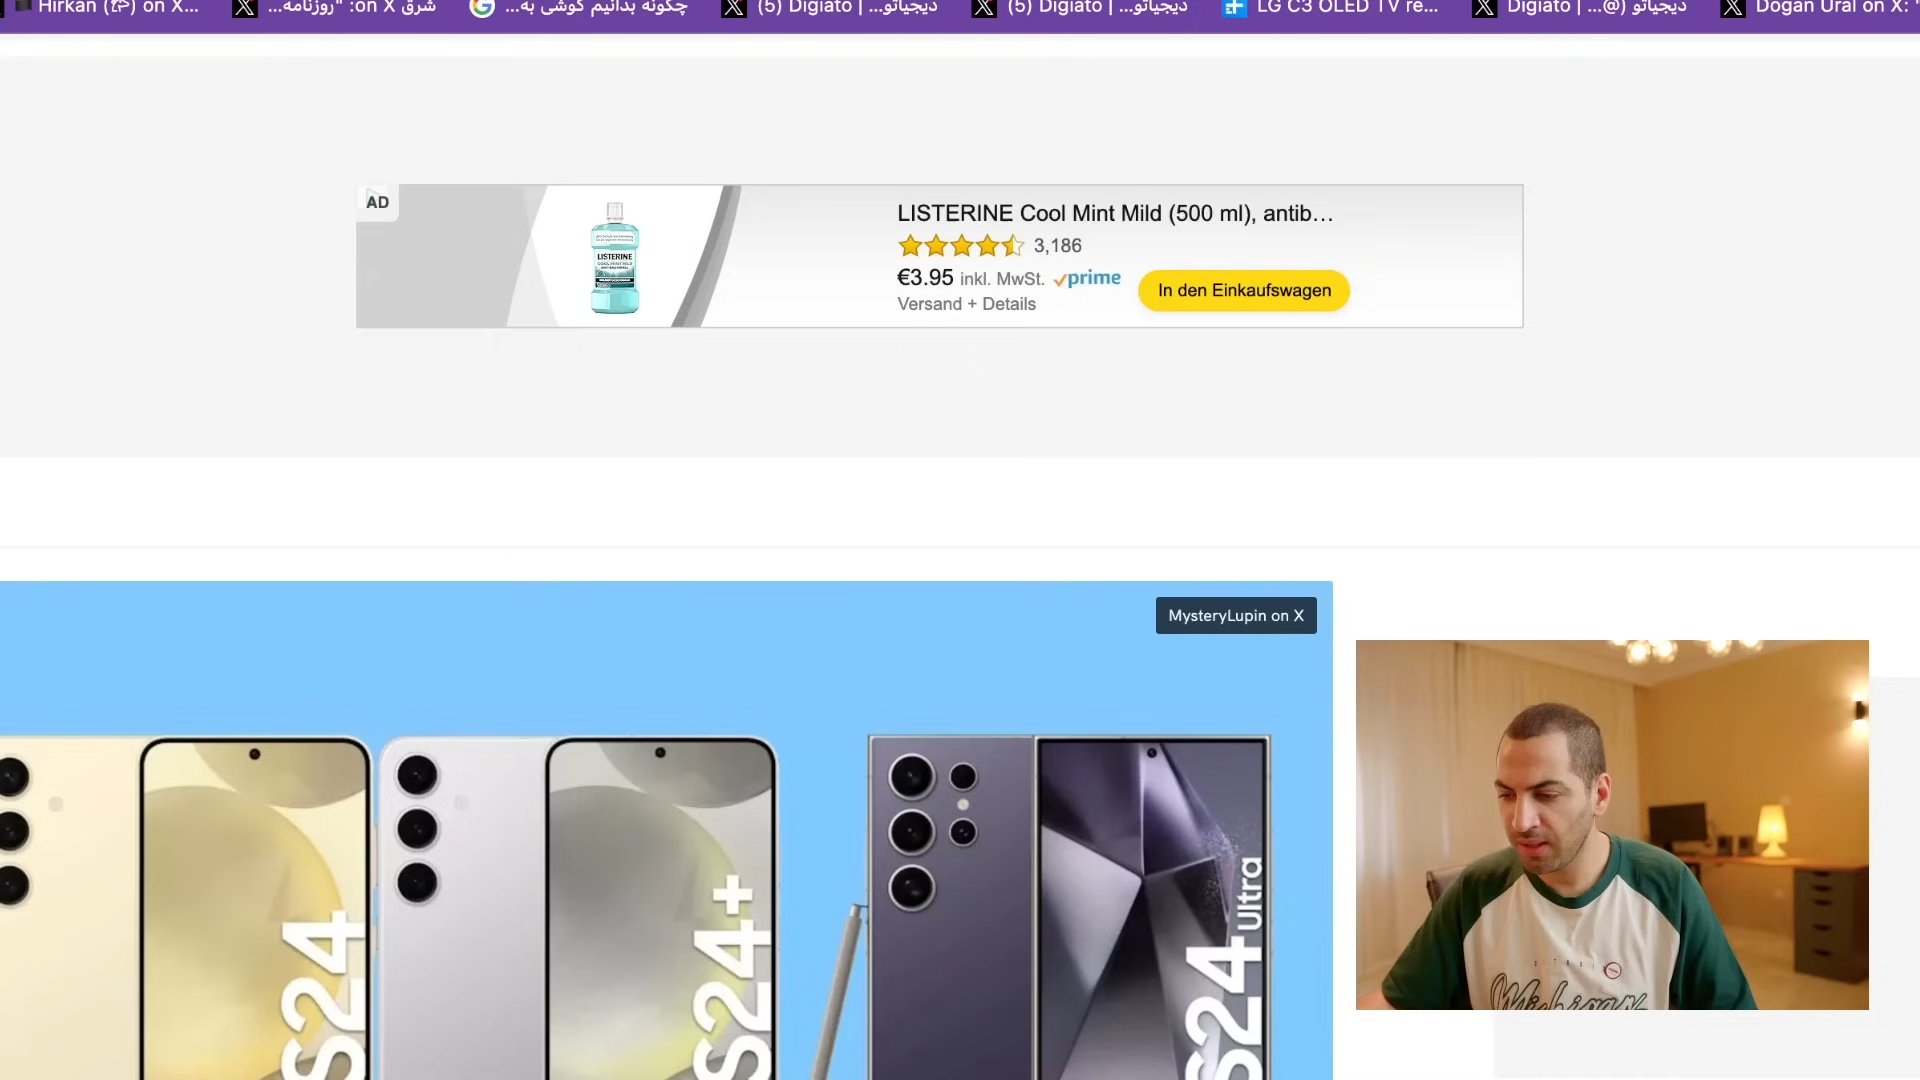 Hirkan (��) on X...
شرق on X: "روزنامه...
چگونه بدانیم گوشی به...
(5) Digiato | دیجیاتو...
(5) Digiato | دیجیاتو...
LG C3 OLED TV re...
Digiato | دیجیاتو (@...
Dogan Ural on X: "
AD
LISTERINE
LISTERINE Cool Mint Mild (500 ml), antib…
3,186
€3.95 inkl. MwSt. prime
Versand + Details
In den Einkaufswagen
MysteryLupin on X
S24
S24+
S24 Ultra
Michigan